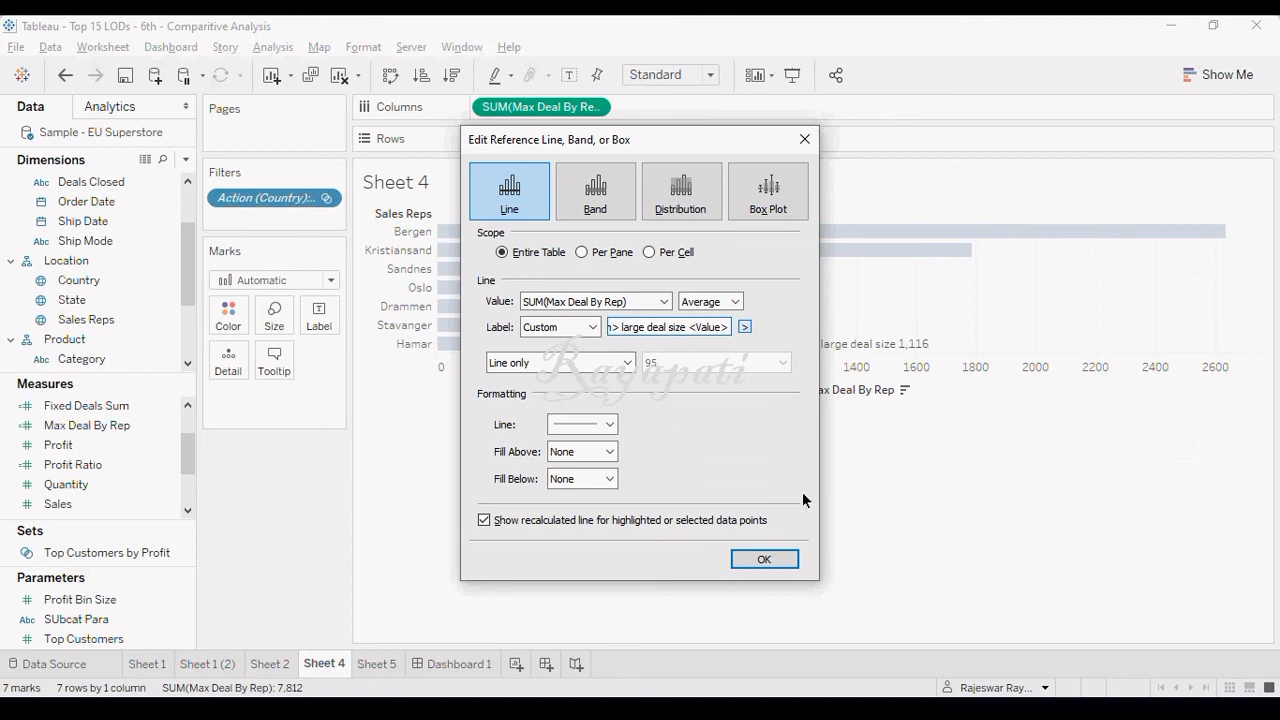 Tableau - Top 15 LODs - 6th - Comparitive Analysis
File Data Worksheet Dashboard Story Analysis Map Format Server Window Help
Standard
Show Me
Data Analytics
Pages
Columns
SUM(Max Deal By Re..
Sample - EU Superstore
Rows
Edit Reference Line, Band, or Box
Dimensions
Deals Closed
Order Date
Ship Date
Ship Mode
Location
Country
State
Sales Reps
Product
Category
Measures
Fixed Deals Sum
Max Deal By Rep
Profit
Profit Ratio
Quantity
Sales
Sets
Top Customers by Profit
Parameters
Profit Bin Size
SUbcat Para
Top Customers
Filters
Action (Country):..
Marks
Automatic
Color Size Label
Detail Tooltip
Sheet 4
Sales Reps
Bergen
Kristiansand
Sandnes
Oslo
Drammen
Stavanger
Hamar
0
Line Band Distribution Box Plot
Scope
Entire Table Per Pane Per Cell
Line
Value: SUM(Max Deal By Rep) Average
Label: Custom > large deal size <Value> >
Line only 95
Rayapati
Formatting
Line:
Fill Above: None
Fill Below: None
Show recalculated line for highlighted or selected data points
OK
large deal size 1,116
1400 1600 1800 2000 2200 2400 2600
ax Deal By Rep
Data Source Sheet 1 Sheet 1 (2) Sheet 2 Sheet 4 Sheet 5 Dashboard 1
7 marks 7 rows by 1 column SUM(Max Deal By Rep): 7,812
Rajeswar Ray...